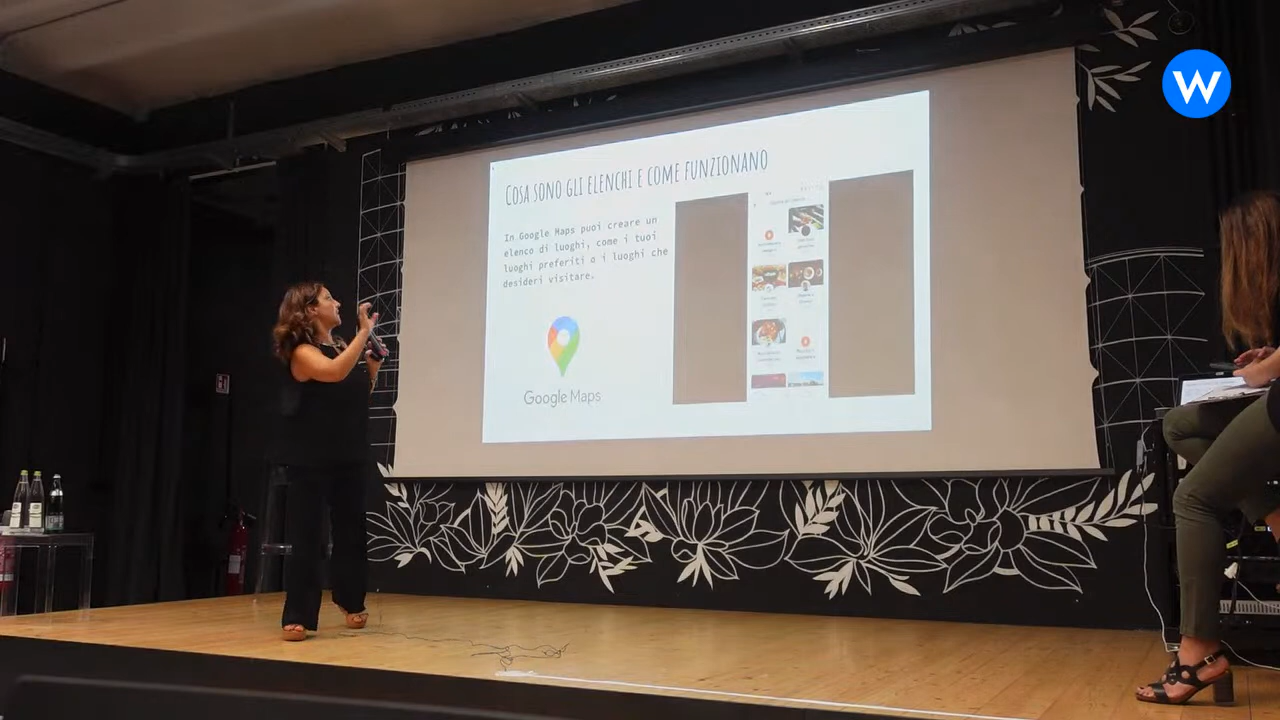 W
Cosa sono gli elenchi e come funzionano
In Google Maps puoi creare un
elenco di luoghi, come i tuoi
luoghi preferiti o i luoghi che
desideri visitare.
Google Maps